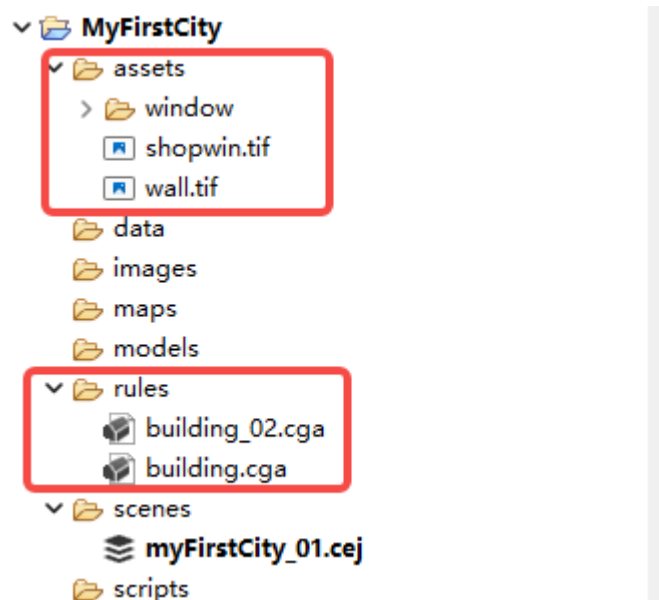 MyFirstCity
assets
window
shopwin.tif
wall.tif
data
images
maps
models
rules
building_02.cga
building.cga
scenes
myFirstCity_01.cej
scripts